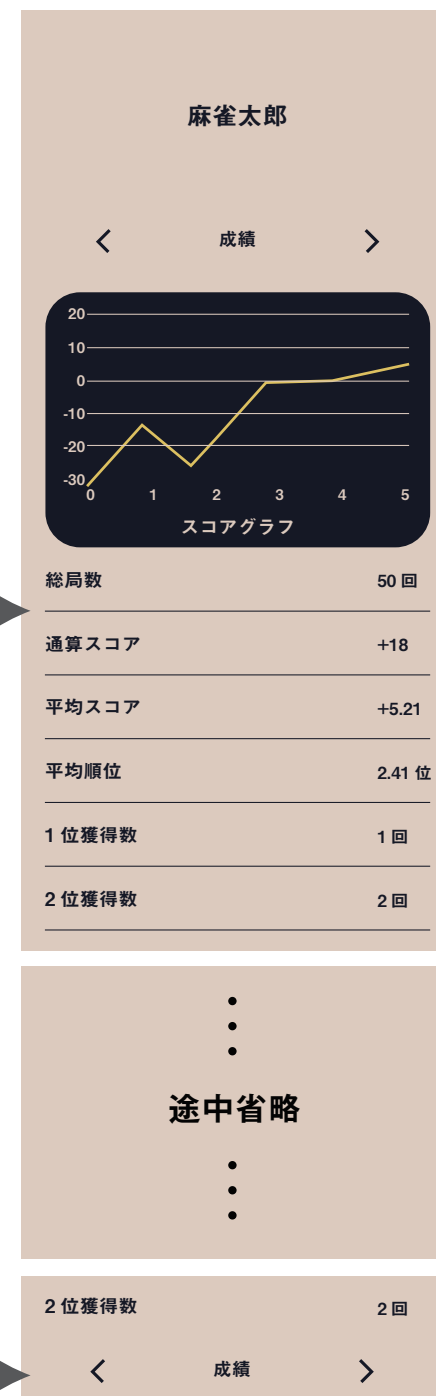 麻雀太郎
成績
20
10
0
-10
-20
-30
0 1 2 3 4 5
スコアグラフ
総局数 50 回
通算スコア +18
平均スコア +5.21
平均順位 2.41 位
1 位獲得数 1 回
2 位獲得数 2 回
途中省略
2 位獲得数 2 回
成績